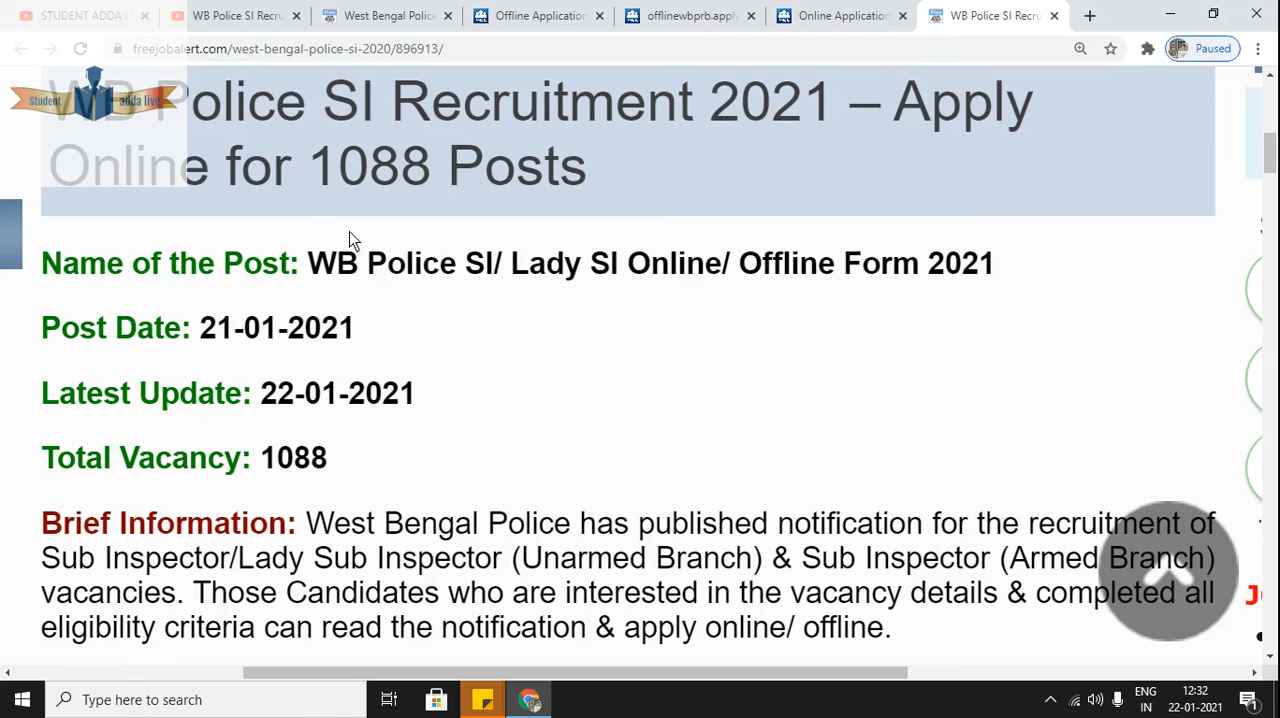 STUDENT ADDA
WB Police SI Recru
West Bengal Police
Offline Application
offlinewbprb.apply
Online Application
WB Police SI Recru
freejobalert.com/west-bengal-police-si-2020/896913/
Paused
Student adda live
WB Police SI Recruitment 2021 – Apply
Online for 1088 Posts
Name of the Post: WB Police SI/ Lady SI Online/ Offline Form 2021
Post Date: 21-01-2021
Latest Update: 22-01-2021
Total Vacancy: 1088
Brief Information: West Bengal Police has published notification for the recruitment of
Sub Inspector/Lady Sub Inspector (Unarmed Branch) & Sub Inspector (Armed Branch)
vacancies. Those Candidates who are interested in the vacancy details & completed all
eligibility criteria can read the notification & apply online/ offline.
Type here to search
ENG
IN
12:32
22-01-2021
1